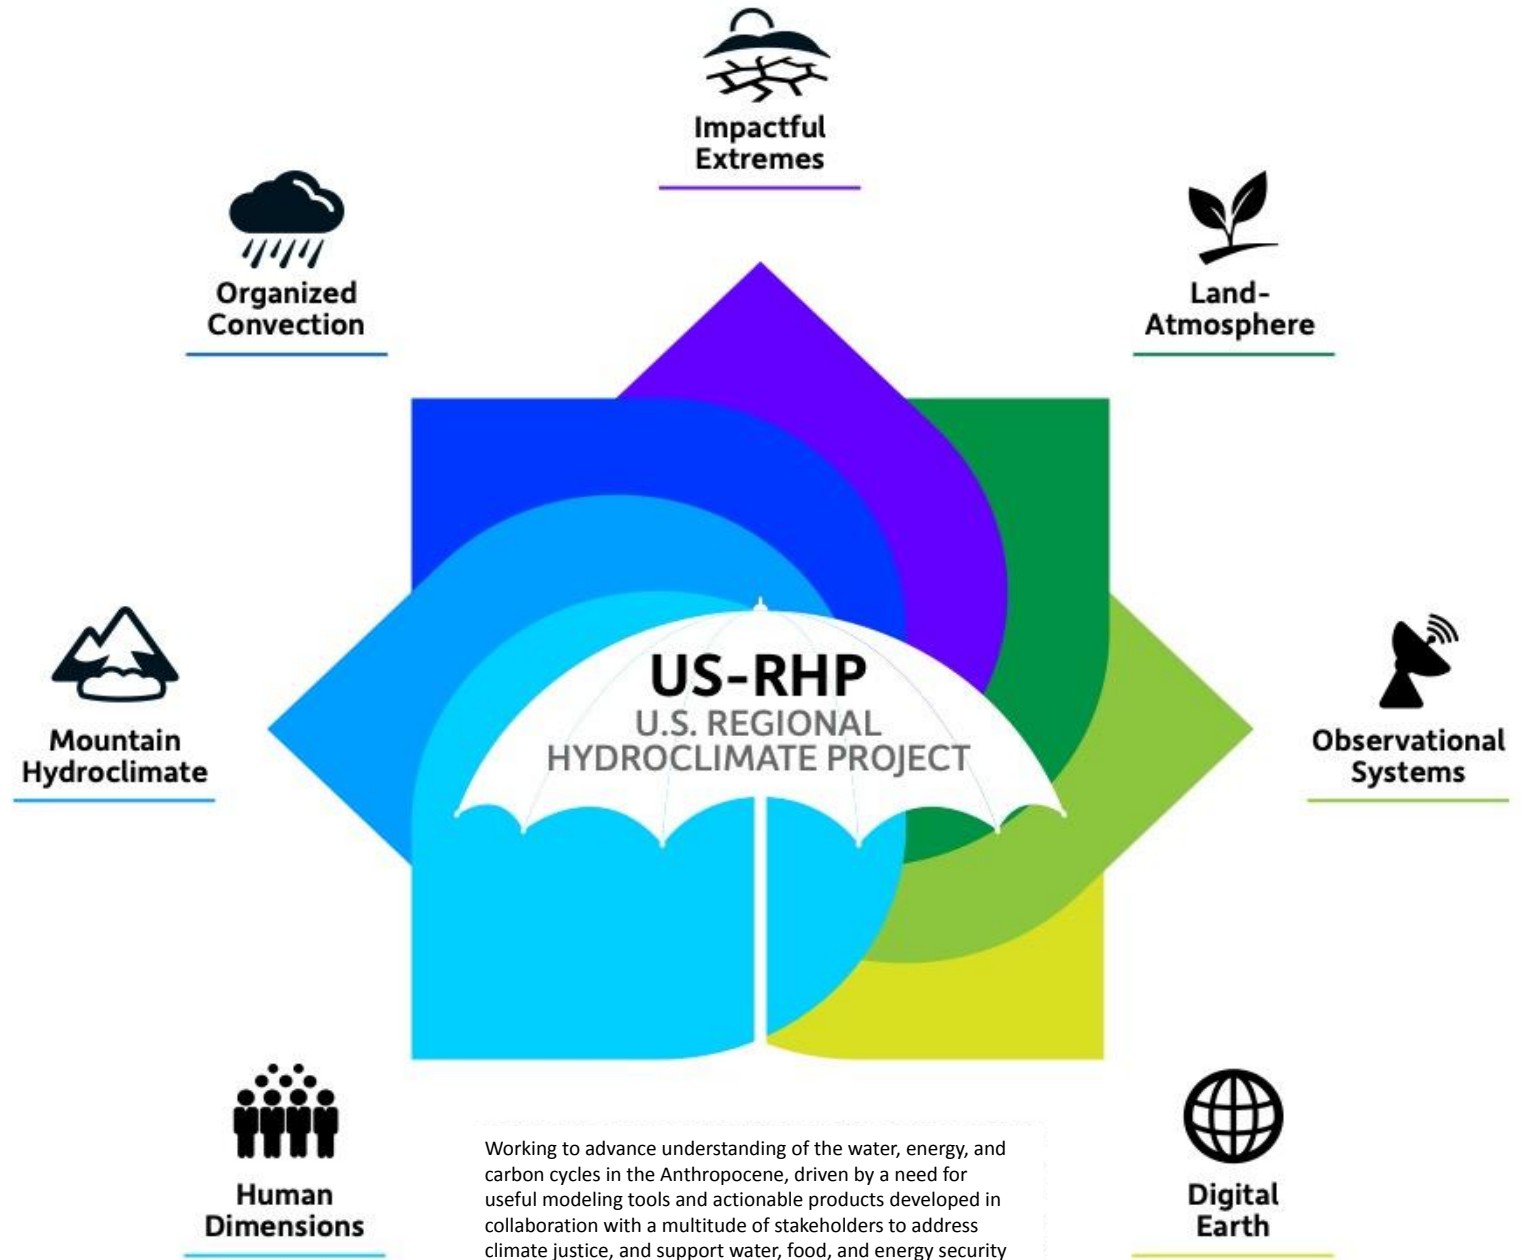 Impactful
Extremes
Organized
Convection
Land-
Atmosphere
US-RHP
U.S. REGIONAL
HYDROCLIMATE PROJECT
Mountain
Hydroclimate
Observational
Systems
Human
Dimensions
Working to advance understanding of the water, energy, and
carbon cycles in the Anthropocene, driven by a need for
useful modeling tools and actionable products developed in
collaboration with a multitude of stakeholders to address
climate justice, and support water, food, and energy security
Digital
Earth